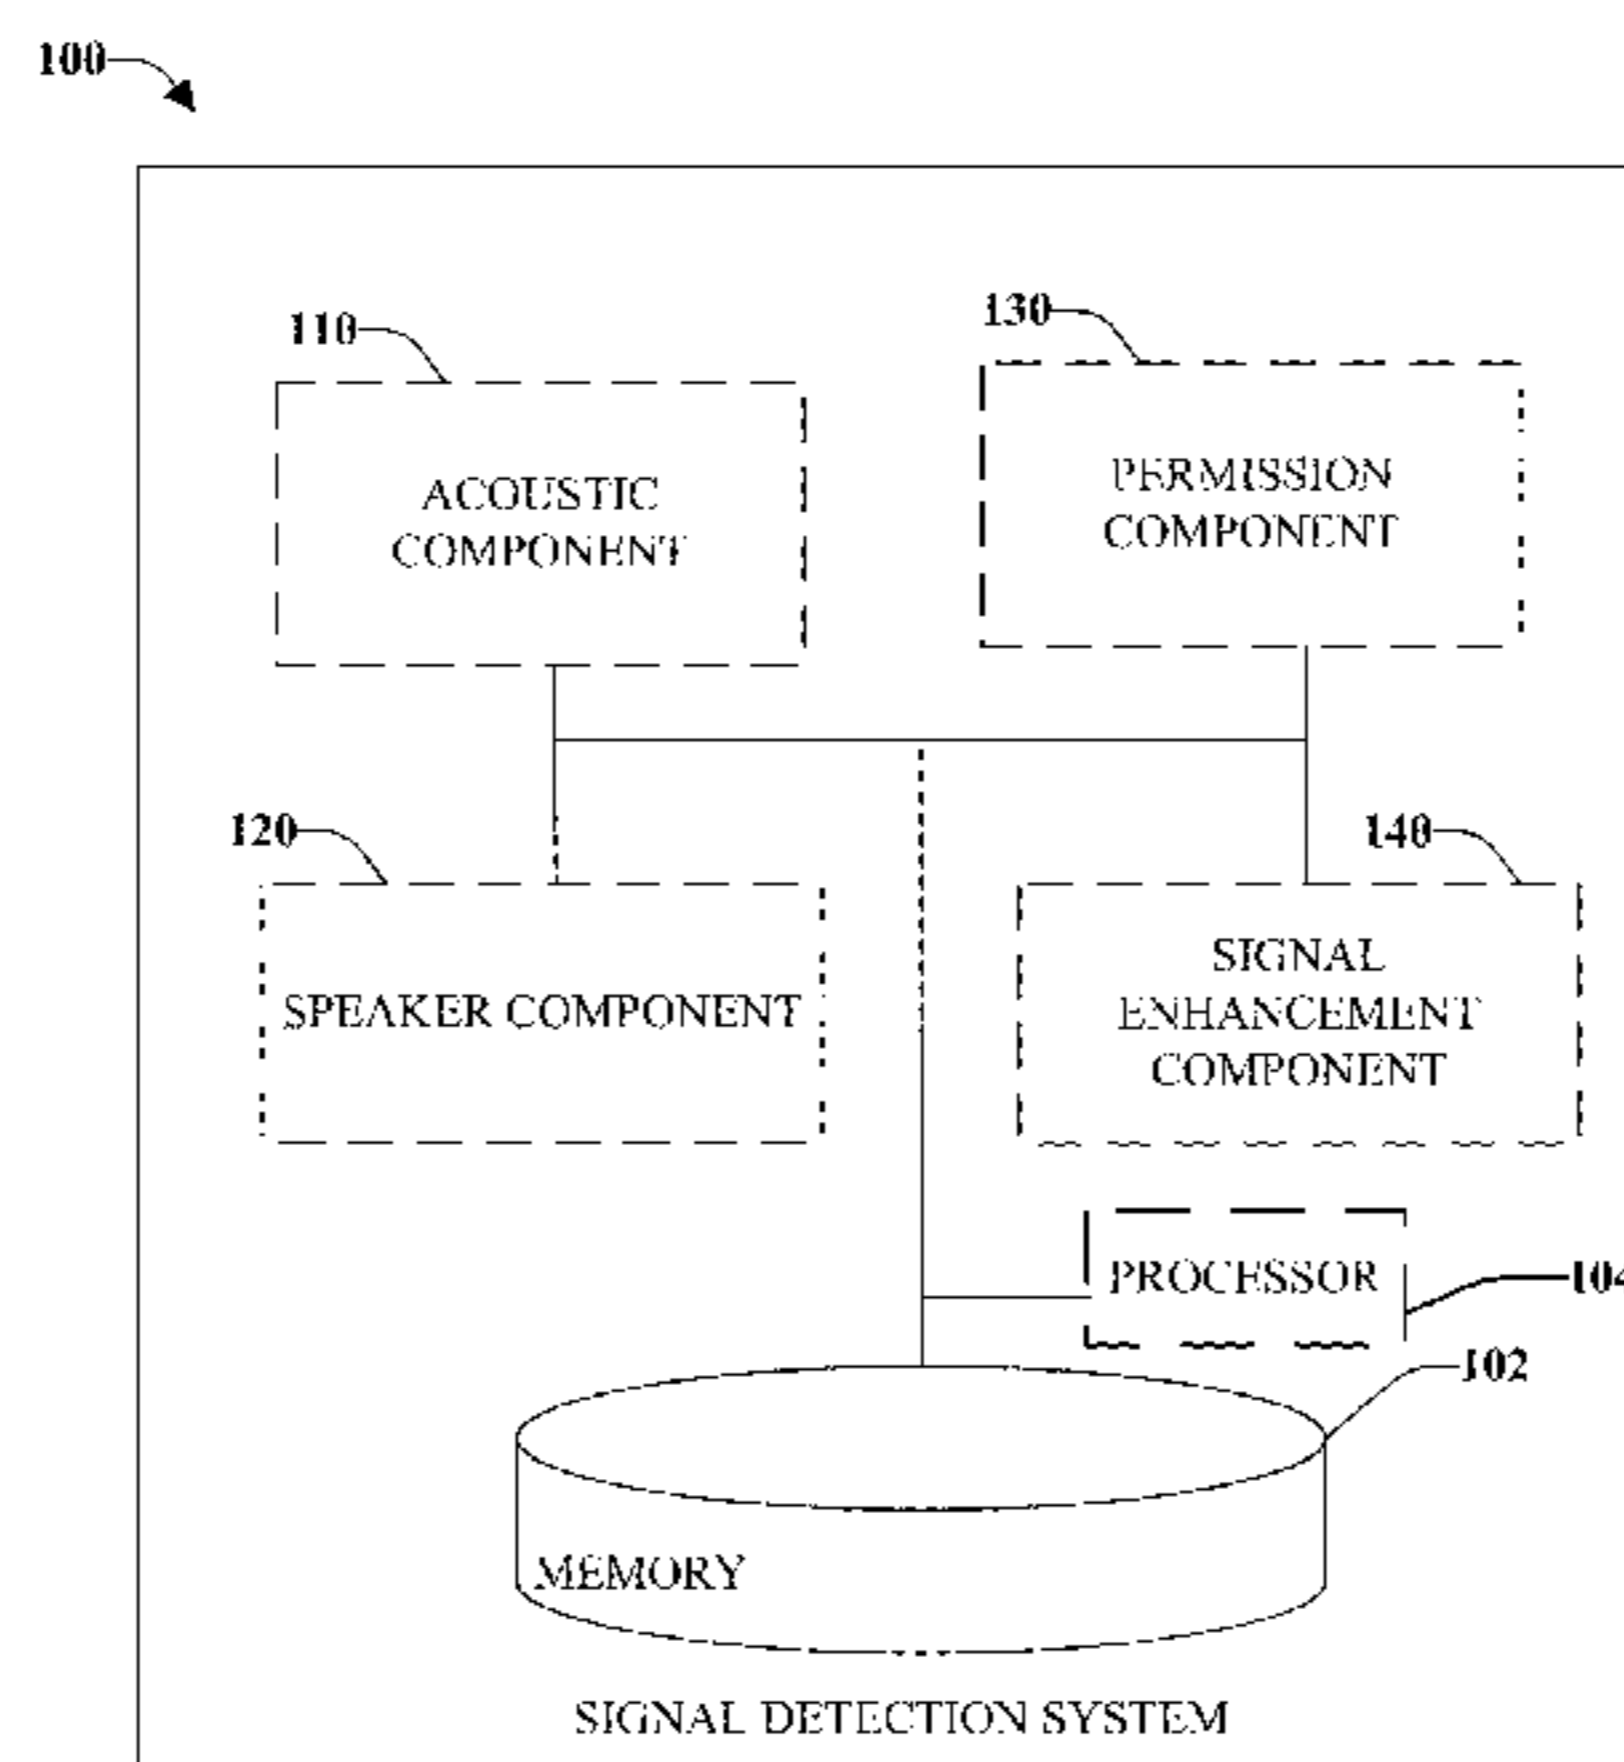 100
110
130
ACOUSTIC
COMPONENT
PERMISSION
COMPONENT
120
140
SPEAKER COMPONENT
SIGNAL
ENHANCEMENT
COMPONENT
PROCESSOR
104
102
MEMORY
SIGNAL DETECTION SYSTEM